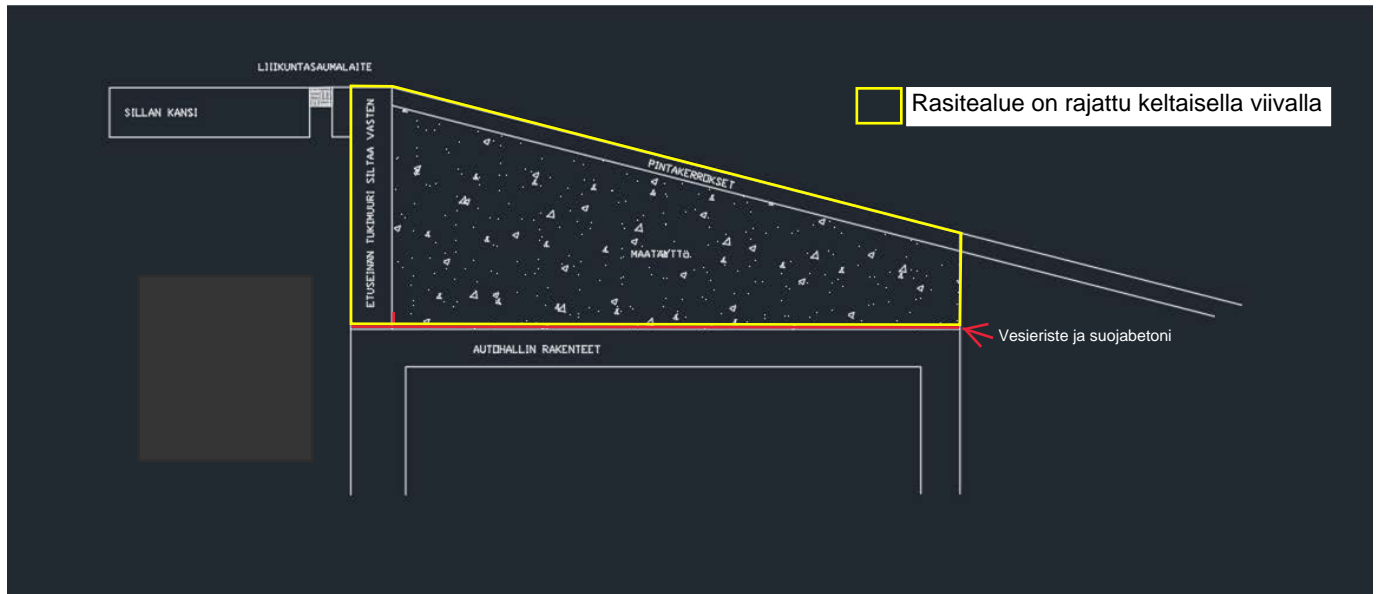 LIIKUNTASAUMALAITE
SILLAN KANSI
ETUSEINÄN TUKIMUURI SILTAA VASTEN
Rasitealue on rajattu keltaisella viivalla
PINTAKERROKSET
MAATÄYTTÖ
Vesieriste ja suojabetoni
AUTOHALLIN RAKENTEET